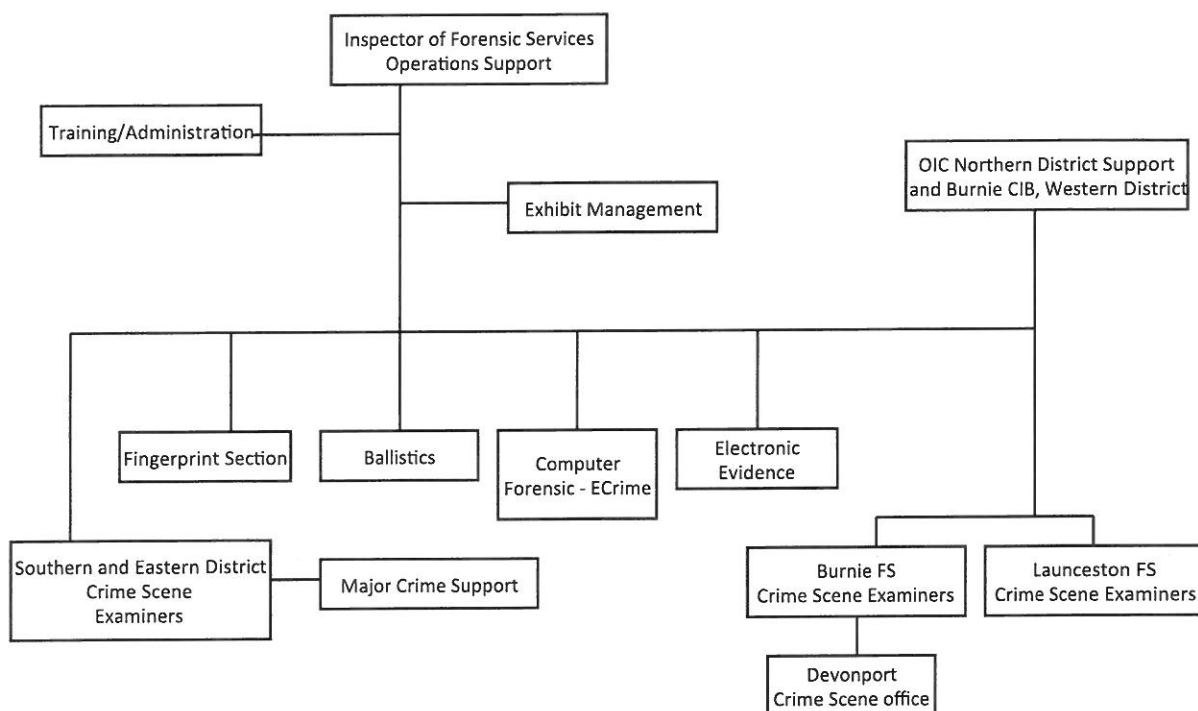 Inspector of Forensic Services
Operations Support
Training/Administration
OIC Northern District Support
and Burnie CIB, Western District
Exhibit Management
Fingerprint Section
Ballistics
Computer
Forensic - ECrime
Electronic
Evidence
Southern and Eastern District
Crime Scene
Examiners
Major Crime Support
Burnie FS
Crime Scene Examiners
Launceston FS
Crime Scene Examiners
Devonport
Crime Scene office